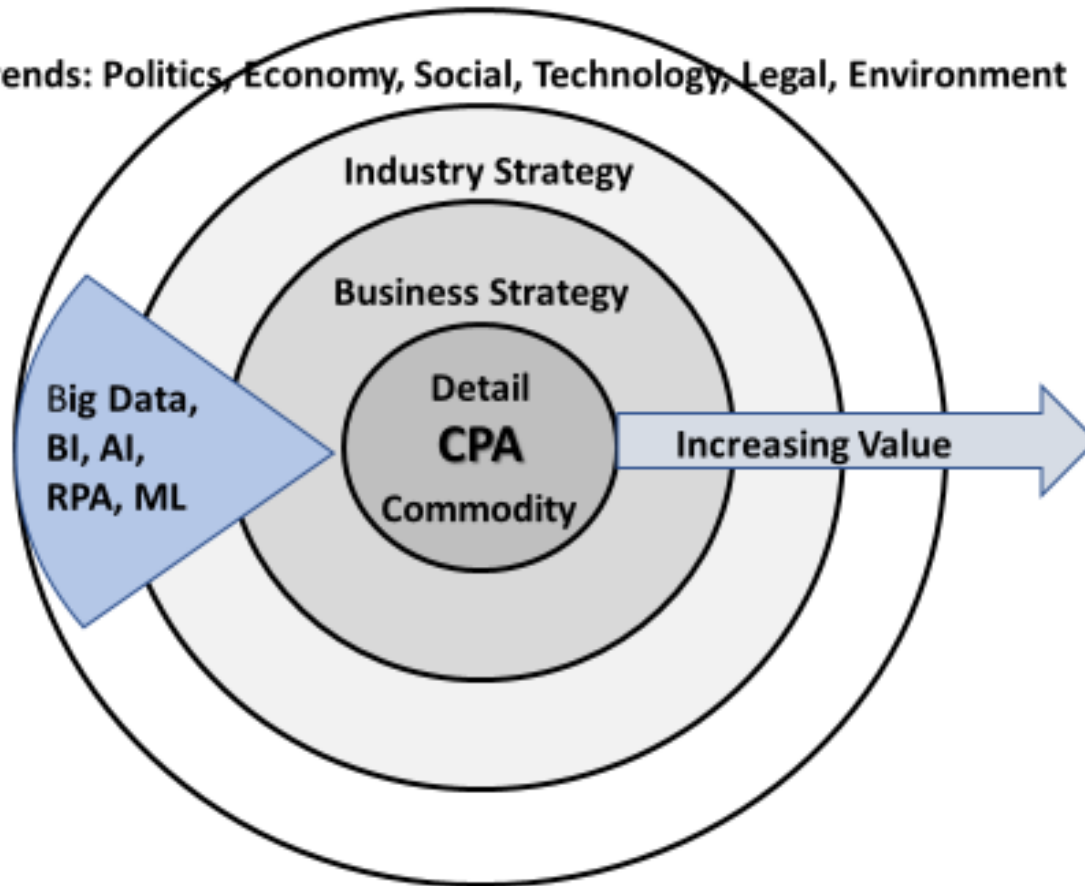 rends: Politics, Economy, Social, Technology, Legal, Environment
Industry Strategy
Business Strategy
Detail
CPA
Commodity
Big Data,
BI, AI,
RPA, ML
Increasing Value